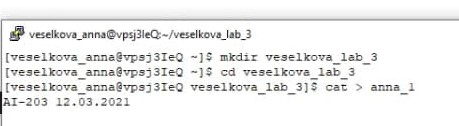 veselkova_anna@vpsj3IeQ:~/veselkova_lab_3
[veselkova_anna@vpsj3IeQ ~]$ mkdir veselkova_lab_3
[veselkova_anna@vpsj3IeQ ~]$ cd veselkova_lab_3
[veselkova_anna@vpsj3IeQ veselkova_lab_3]$ cat > anna_1
AI-203 12.03.2021